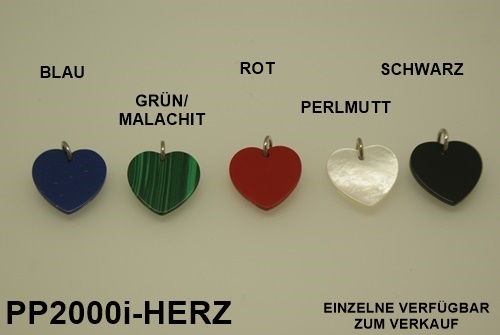 BLAU
GRÜN/
MALACHIT
ROT
PERLMUTT
SCHWARZ
PP2000i-HERZ
EINZELNE VERFÜGBAR
ZUM VERKAUF